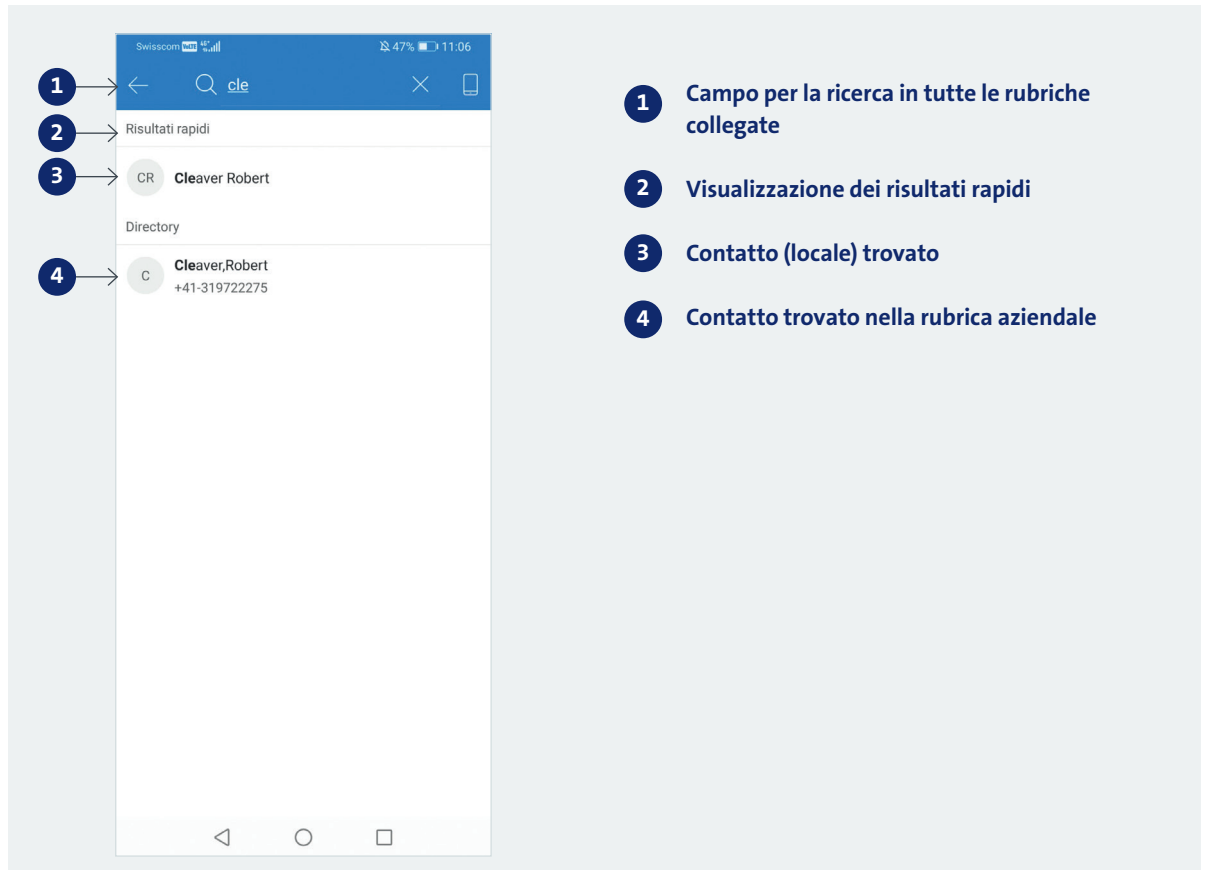 Swisscom VoLTE 4G+ 47% 11:06
1
cle
2
Risultati rapidi
3
CR
Cleaver Robert
Directory
4
C
Cleaver,Robert
+41-319722275
1
Campo per la ricerca in tutte le rubriche
collegate
2
Visualizzazione dei risultati rapidi
3
Contatto (locale) trovato
4
Contatto trovato nella rubrica aziendale